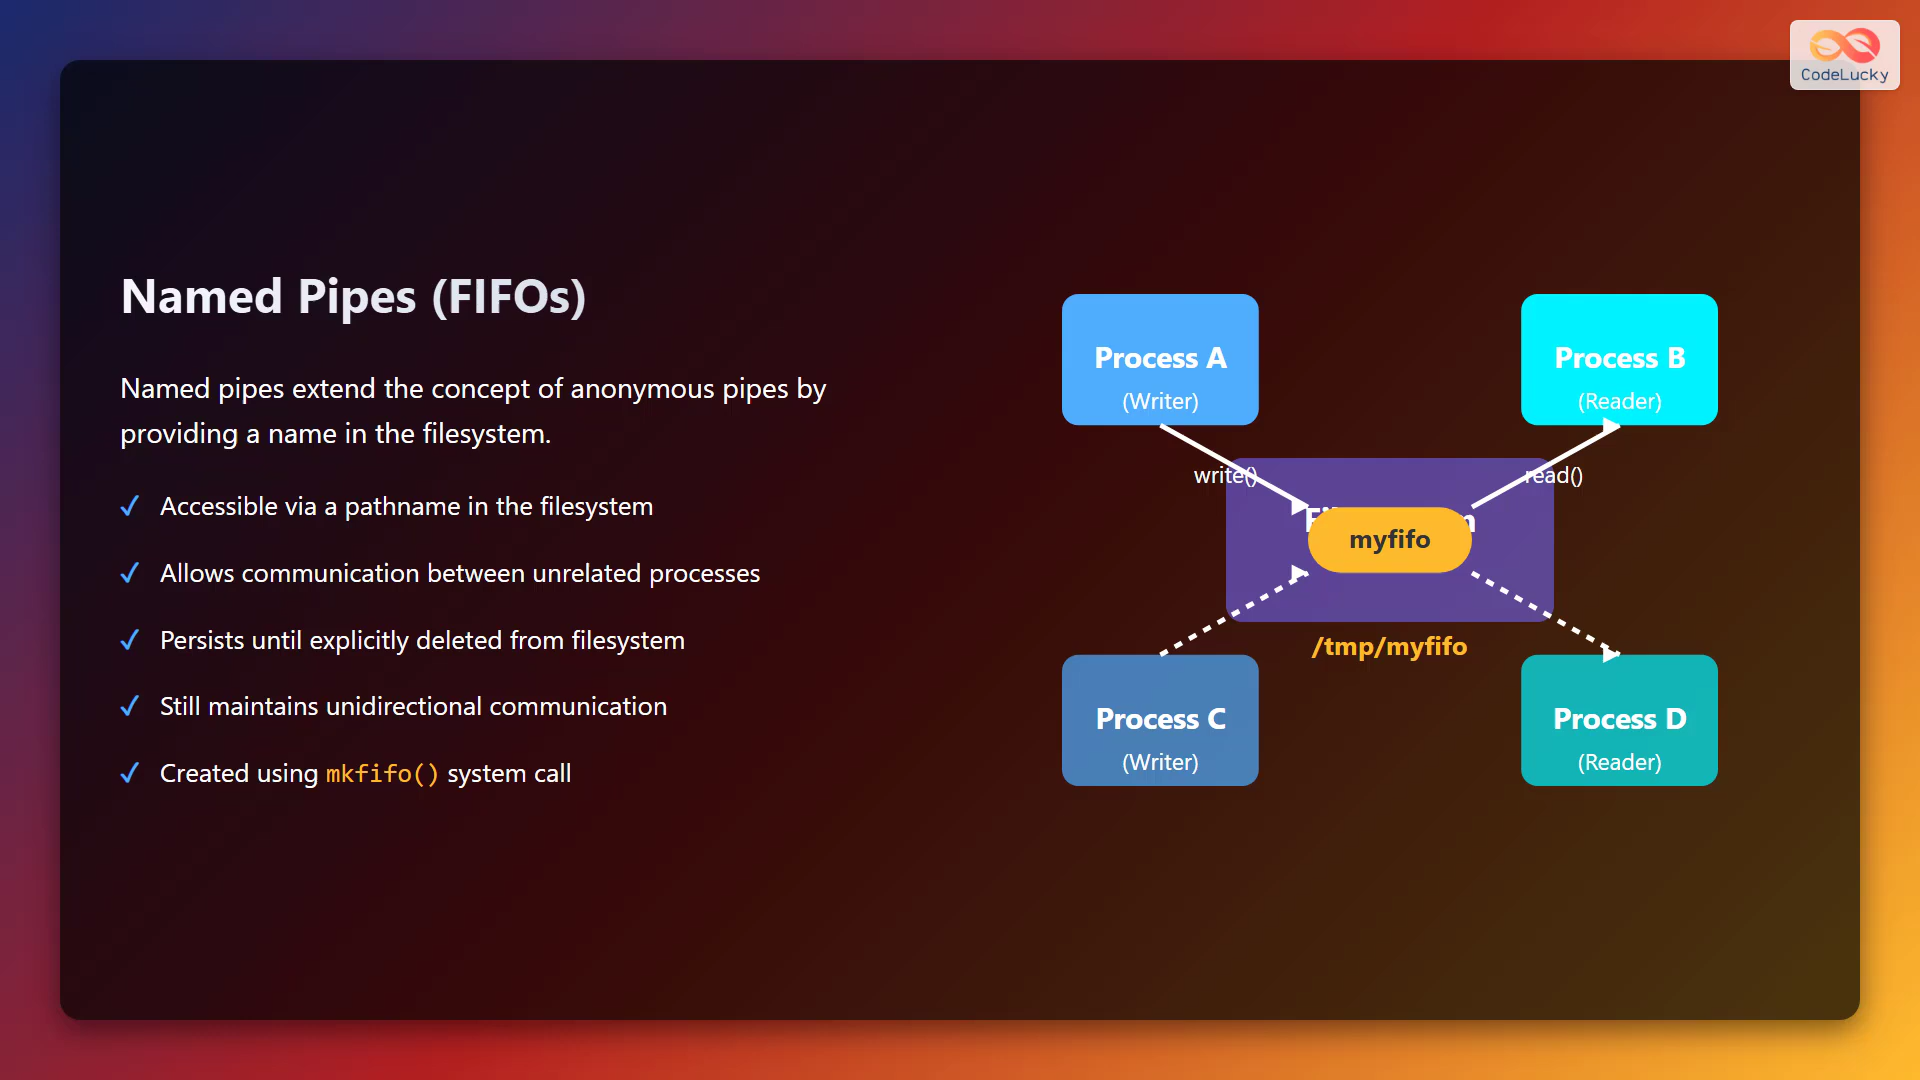 CodeLucky
Named Pipes (FIFOs)
Named pipes extend the concept of anonymous pipes by
providing a name in the filesystem.
✓ Accessible via a pathname in the filesystem
✓ Allows communication between unrelated processes
✓ Persists until explicitly deleted from filesystem
✓ Still maintains unidirectional communication
✓ Created using mkfifo() system call
Process A
(Writer)
Process B
(Reader)
write()
read()
myfifo
/tmp/myfifo
Process C
(Writer)
Process D
(Reader)